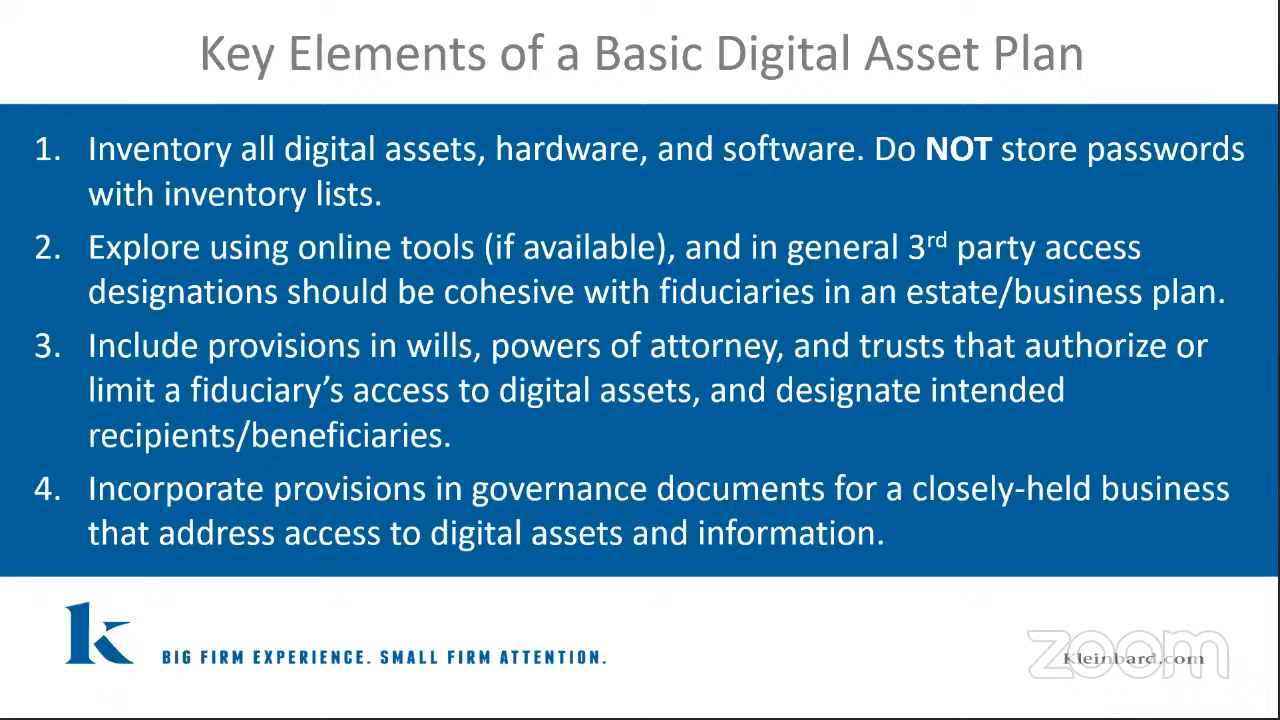 Key Elements of a Basic Digital Asset Plan
1. Inventory all digital assets, hardware, and software. Do NOT store passwords
with inventory lists.
2. Explore using online tools (if available), and in general 3rd party access
designations should be cohesive with fiduciaries in an estate/business plan.
3. Include provisions in wills, powers of attorney, and trusts that authorize or
limit a fiduciary’s access to digital assets, and designate intended
recipients/beneficiaries.
4. Incorporate provisions in governance documents for a closely-held business
that address access to digital assets and information.
k
BIG FIRM EXPERIENCE. SMALL FIRM ATTENTION.
zoom
Kleinbard.com